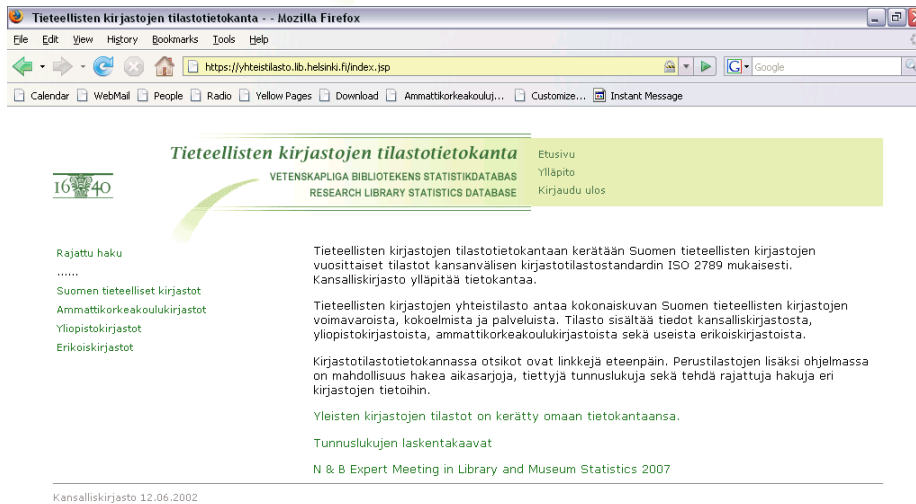 Tieteellisten kirjastojen tilastotietokanta - - Mozilla Firefox
File Edit View History Bookmarks Tools Help
https://yhteistilasto.lib.helsinki.fi/index.jsp
G Google
Calendar WebMail People Radio Yellow Pages Download Ammattikorkeakouluj... Customize... Instant Message
Tieteellisten kirjastojen tilastotietokanta
VETENSKAPLIGA BIBLIOTEKENS STATISTIKDATABAS
RESEARCH LIBRARY STATISTICS DATABASE
1640
Etusivu
Ylläpito
Kirjaudu ulos
Rajattu haku
......
Suomen tieteelliset kirjastot
Ammattikorkeakoulukirjastot
Yliopistokirjastot
Erikoiskirjastot
Tieteellisten kirjastojen tilastotietokantaan kerätään Suomen tieteellisten kirjastojen
vuosittaiset tilastot kansanvälisen kirjastotilastostandardin ISO 2789 mukaisesti.
Kansalliskirjasto ylläpitää tietokantaa.
Tieteellisten kirjastojen yhteistilasto antaa kokonaiskuvan Suomen tieteellisten kirjastojen
voimavaroista, kokoelmista ja palveluista. Tilasto sisältää tiedot kansalliskirjastosta,
yliopistokirjastoista, ammattikorkeakoulukirjastoista sekä useista erikoiskirjastoista.
Kirjastotilastotietokannassa otsikot ovat linkkejä eteenpäin. Perustilastojen lisäksi ohjelmassa
on mahdollisuus hakea aikasarjoja, tiettyjä tunnuslukuja sekä tehdä rajattuja hakuja eri
kirjastojen tietoihin.
Yleisten kirjastojen tilastot on kerätty omaan tietokantaansa.
Tunnuslukujen laskentakaavat
N & B Expert Meeting in Library and Museum Statistics 2007
Kansalliskirjasto 12.06.2002